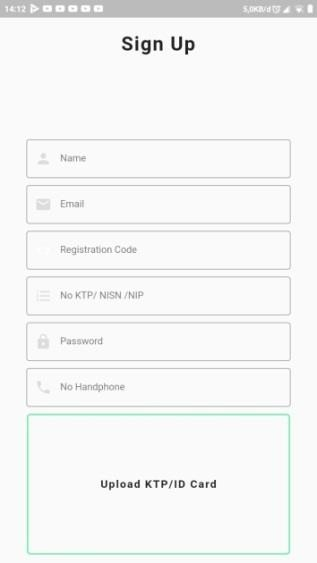 14:12
5,0KB/d
Sign Up
Name
Email
Registration Code
No KTP/ NISN /NIP
Password
No Handphone
Upload KTP/ID Card